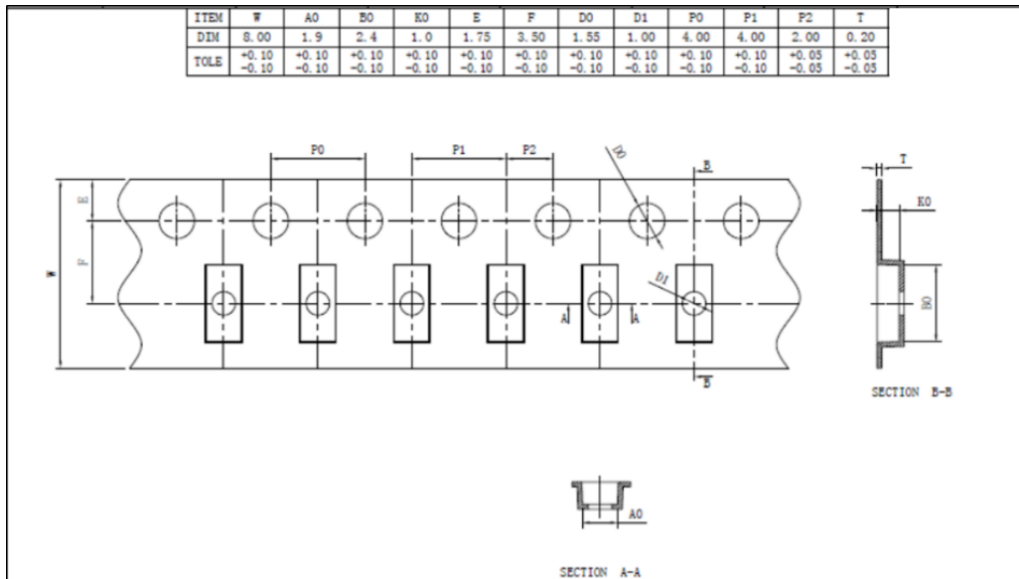 ITEM W A0 B0 K0 E F D0 D1 P0 P1 P2 T
DIM 8.00 1.9 2.4 1.0 1.75 3.50 1.55 1.00 4.00 4.00 2.00 0.20
TOLE +0.10 +0.10 +0.10 +0.10 +0.10 +0.10 +0.10 +0.10 +0.10 +0.10 +0.05 +0.05
-0.10 -0.10 -0.10 -0.10 -0.10 -0.10 -0.10 -0.10 -0.10 -0.10 -0.05 -0.05
P0 P1 P2 D0 B T
E K0
F
W D1 B0
A A
B
SECTION B-B
A0
SECTION A-A